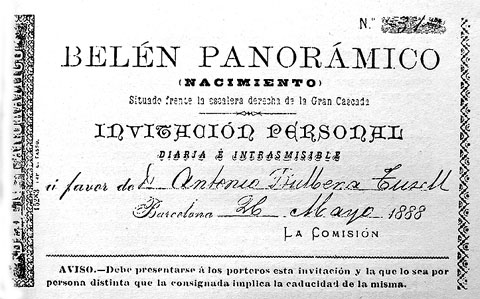 N.º
BELÉN PANORÁMICO
(NACIMIENTO)
Situado frente la escalera derecha de la Gran Cascada
INVITACIÓN PERSONAL
DIARIA É INTRASMISIBLE
á favor de D. Antonio Bulbena Tusell
Barcelona 26 Mayo 1888
LA COMISIÓN
AVISO.—Debe presentarse á los porteros esta invitación y la que lo sea por
persona distinta que la consignada implica la caducidad de la misma.